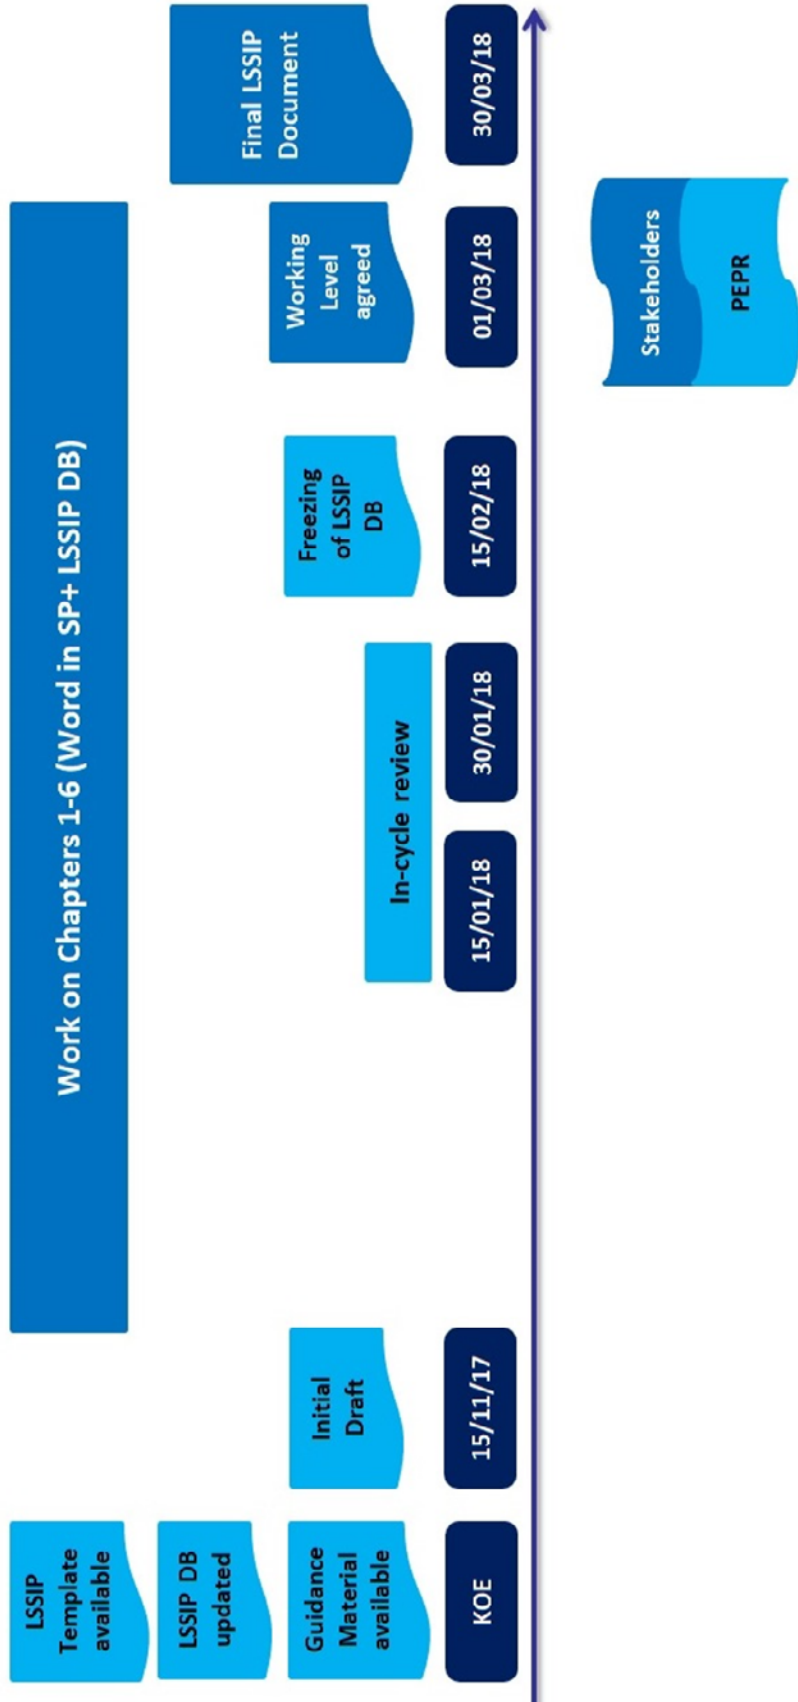 LSSIP
Template
available
LSSIP DB
updated
Guidance
Material
available
KOE
Initial
Draft
15/11/17
Work on Chapters 1-6 (Word in SP+ LSSIP DB)
In-cycle review
15/01/18
30/01/18
Freezing
of LSSIP
DB
15/02/18
Working
Level
agreed
01/03/18
Final LSSIP
Document
30/03/18
Stakeholders
PEPR